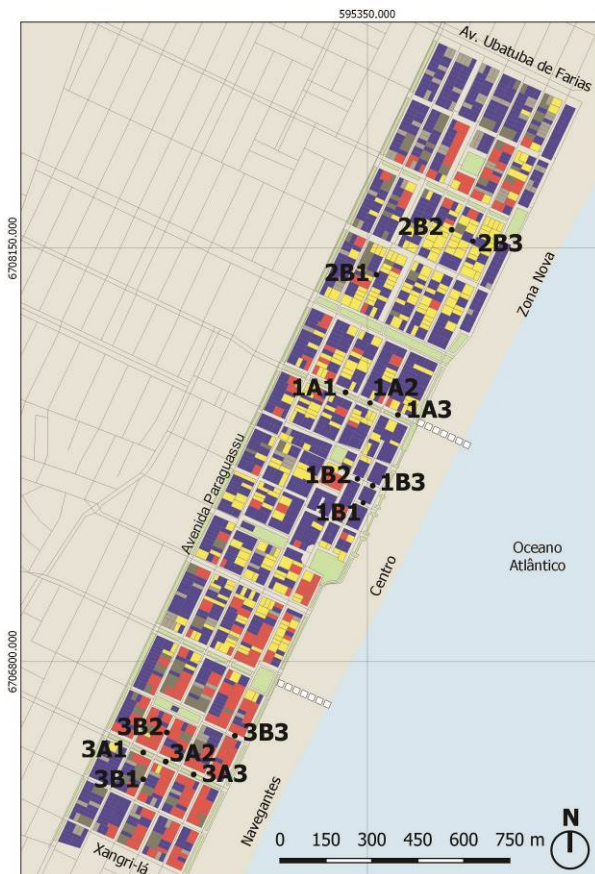 595350.000
Av. Ubatuba de Farias
6708150.000
2B2
2B3
2B1
Zona Nova
1A1
1A2
1A3
1B2
1B3
1B1
Avenida Paraguassu
Oceano
Atlântico
Centro
6706800.000
3B2
3B3
3A1
3A2
3A3
3B1
Navegantes
Xangri-lá
N
0 150 300 450 600 750 m